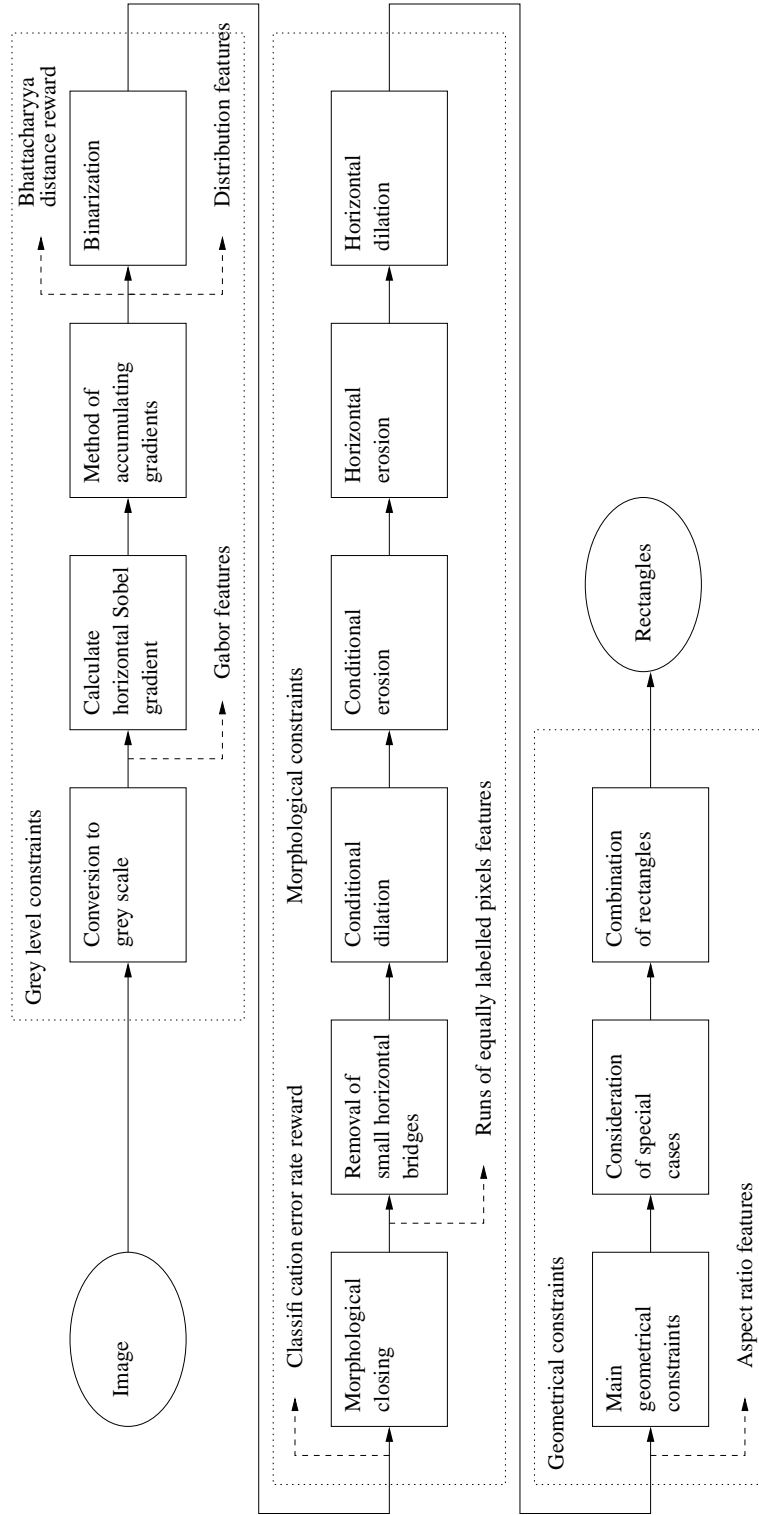 Image
Grey level constraints
Conversion to
grey scale
Calculate
horizontal Sobel
gradient
Gabor features
Method of
accumulating
gradients
Bhattacharyya
distance reward
Binarization
Distribution features
Morphological constraints
Classifi cation error rate reward
Morphological
closing
Removal of
small horizontal
bridges
Runs of equally labelled pixels features
Conditional
dilation
Conditional
erosion
Horizontal
erosion
Horizontal
dilation
Geometrical constraints
Main
geometrical
constraints
Aspect ratio features
Consideration
of special
cases
Combination
of rectangles
Rectangles